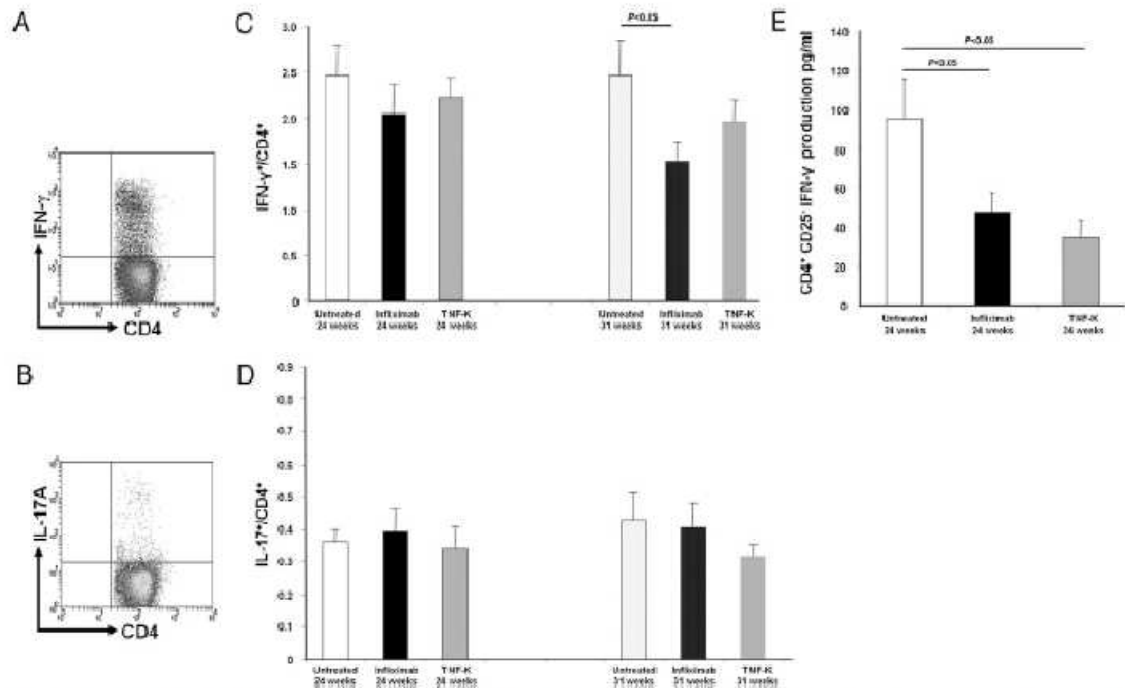 A
IFN-γ
CD4
B
IL-17A
CD4
C
IFN-γ⁺/CD4⁺
3.0
2.5
2.0
1.5
1.0
0.5
0
P<0.05
Untreated Infliximab TNF-K
24 weeks 24 weeks 24 weeks
Untreated Infliximab TNF-K
31 weeks 31 weeks 31 weeks
D
IL-17⁺/CD4⁺
0.9
0.8
0.7
0.6
0.5
0.4
0.3
0.2
0.1
0
Untreated Infliximab TNF-K
24 weeks 24 weeks 24 weeks
Untreated Infliximab TNF-K
31 weeks 31 weeks 31 weeks
E
CD4⁺ CD25⁻ IFN-γ production pg/ml
140
120
100
80
60
40
20
0
P<0.05
P<0.05
Untreated Infliximab TNF-K
24 weeks 24 weeks 24 weeks